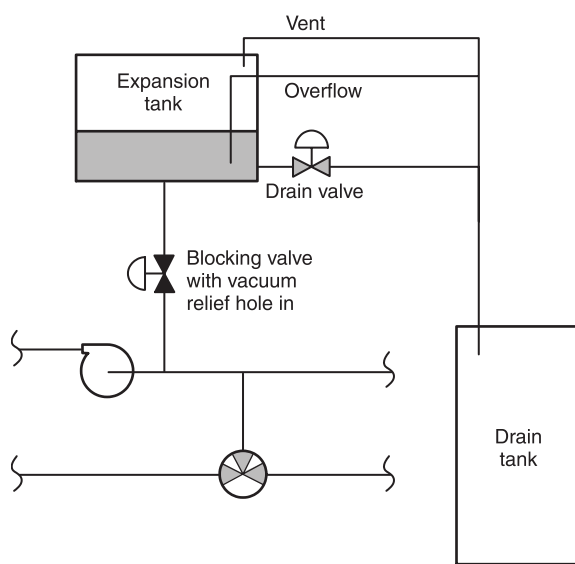 Vent
Expansion
tank
Overflow
Drain valve
Blocking valve
with vacuum
relief hole in
Drain
tank